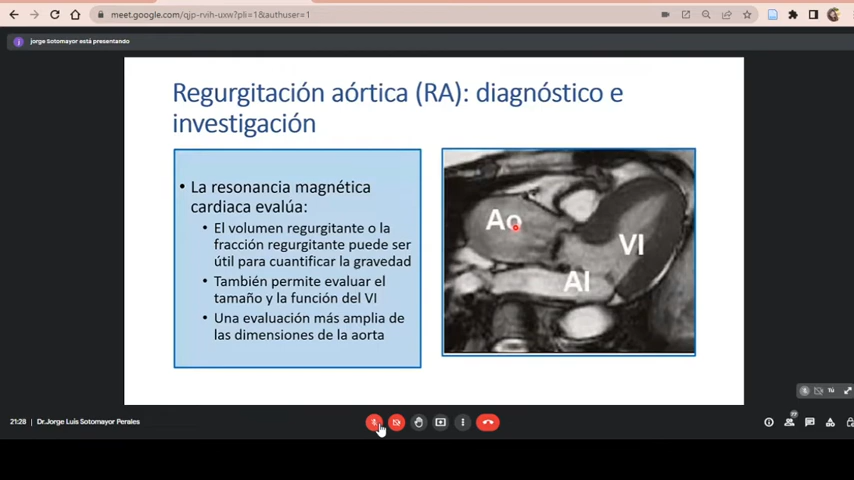 meet.google.com/qjp-rvih-uxw?pli=1&authuser=1
jorge Sotomayor está presentando
Regurgitación aórtica (RA): diagnóstico e
investigación
• La resonancia magnética
cardiaca evalúa:
• El volumen regurgitante o la
fracción regurgitante puede ser
útil para cuantificar la gravedad
• También permite evaluar el
tamaño y la función del VI
• Una evaluación más amplia de
las dimensiones de la aorta
Ao
VI
AI
Tú
21:28 | Dr.Jorge Luis Sotomayor Perales